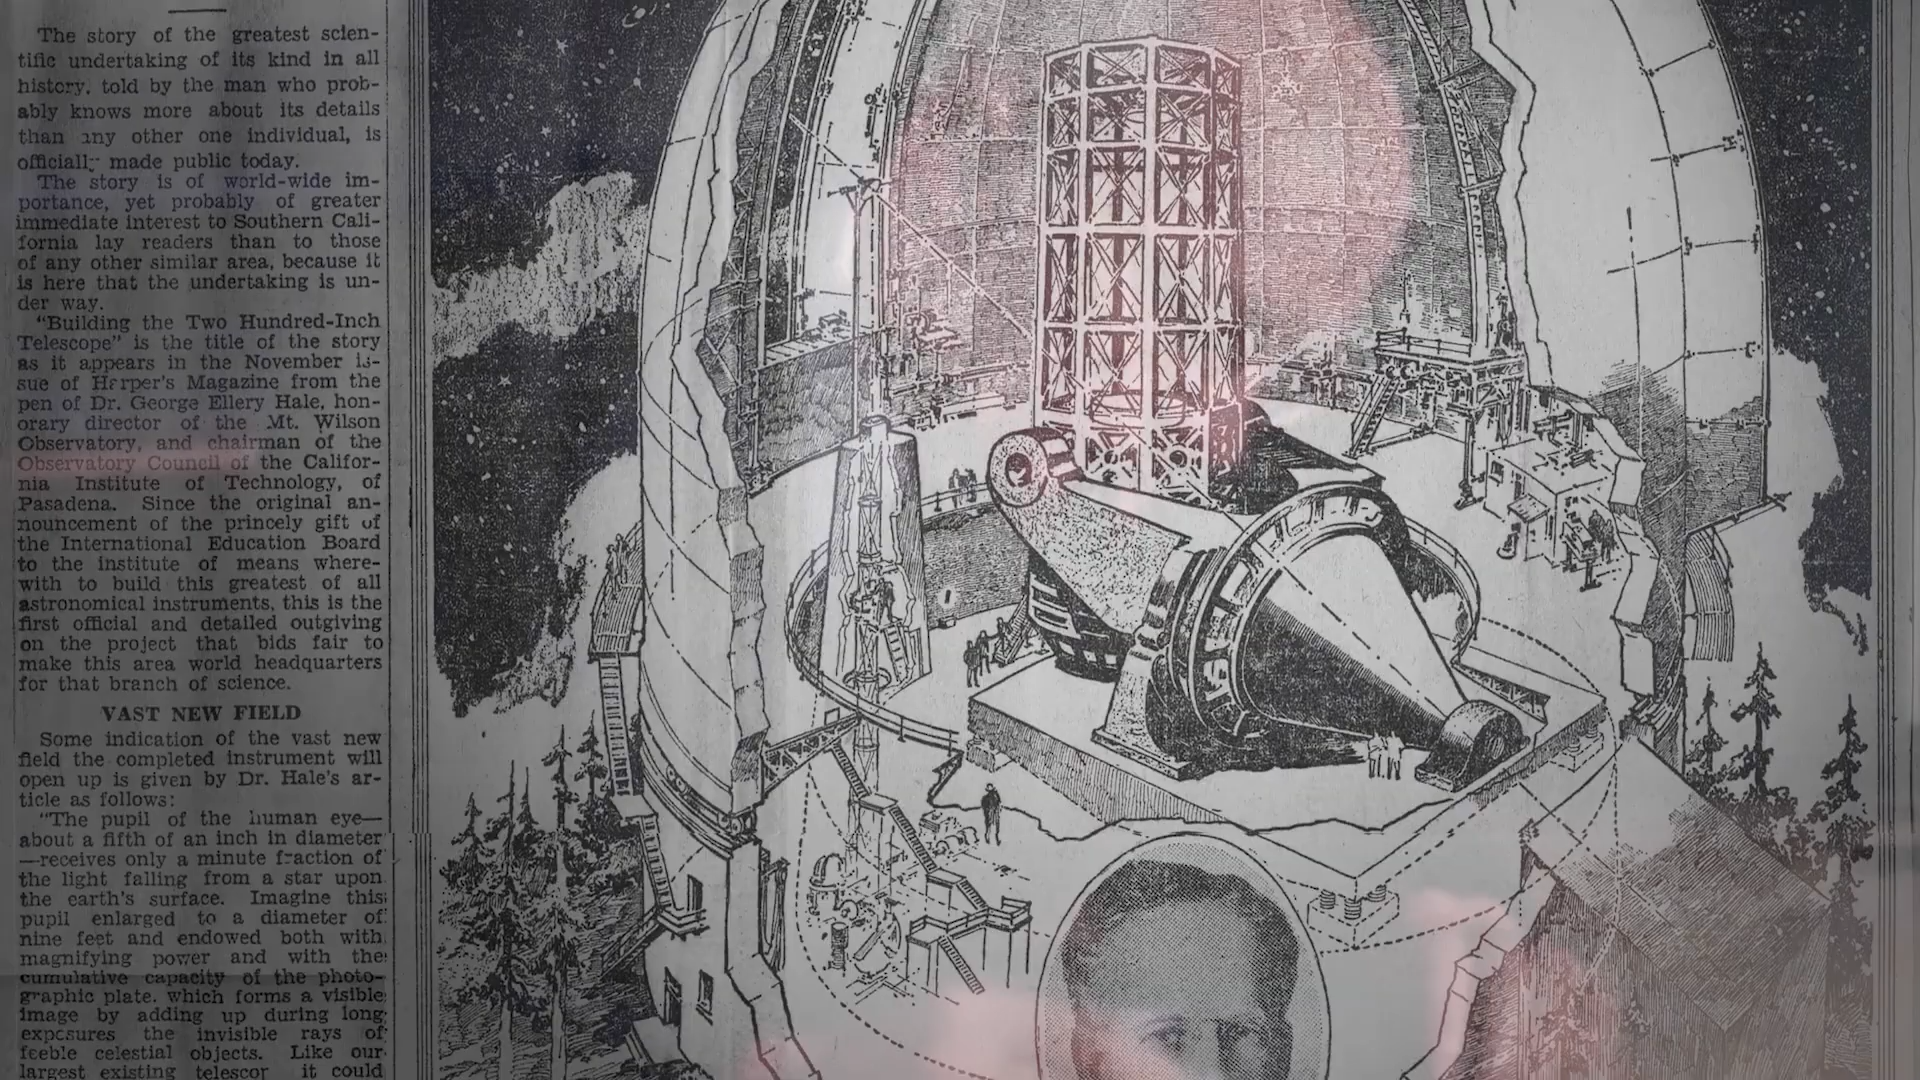 The story of the greatest scien-
tific undertaking of its kind in all
history, told by the man who prob-
ably knows more about its details
than any other one individual, is
officially made public today.
The story is of world-wide im-
portance, yet probably of greater
immediate interest to Southern Cali-
fornia lay readers than to those
of any other similar area, because it
is here that the undertaking is un-
der way.
"Building the Two Hundred-Inch
Telescope" is the title of the story
as it appears in the November is-
sue of Harper's Magazine from the
pen of Dr. George Ellery Hale, hon-
orary director of the Mt. Wilson
Observatory, and chairman of the
Observatory Council of the Califor-
nia Institute of Technology, of
Pasadena. Since the original an-
nouncement of the princely gift of
the International Education Board
to the institute of means where-
with to build this greatest of all
astronomical instruments, this is the
first official and detailed outgiving
on the project that bids fair to
make this area world headquarters
for that branch of science.
VAST NEW FIELD
Some indication of the vast new
field the completed instrument will
open up is given by Dr. Hale's ar-
ticle as follows:
"The pupil of the human eye—
about a fifth of an inch in diameter
—receives only a minute fraction of
the light falling from a star upon
the earth's surface. Imagine this
pupil enlarged to a diameter of
nine feet and endowed both with
magnifying power and with the
cumulative capacity of the photo-
graphic plate, which forms a visible
image by adding up during long
exposures the invisible rays of
feeble celestial objects. Like our
largest existing telescop it could